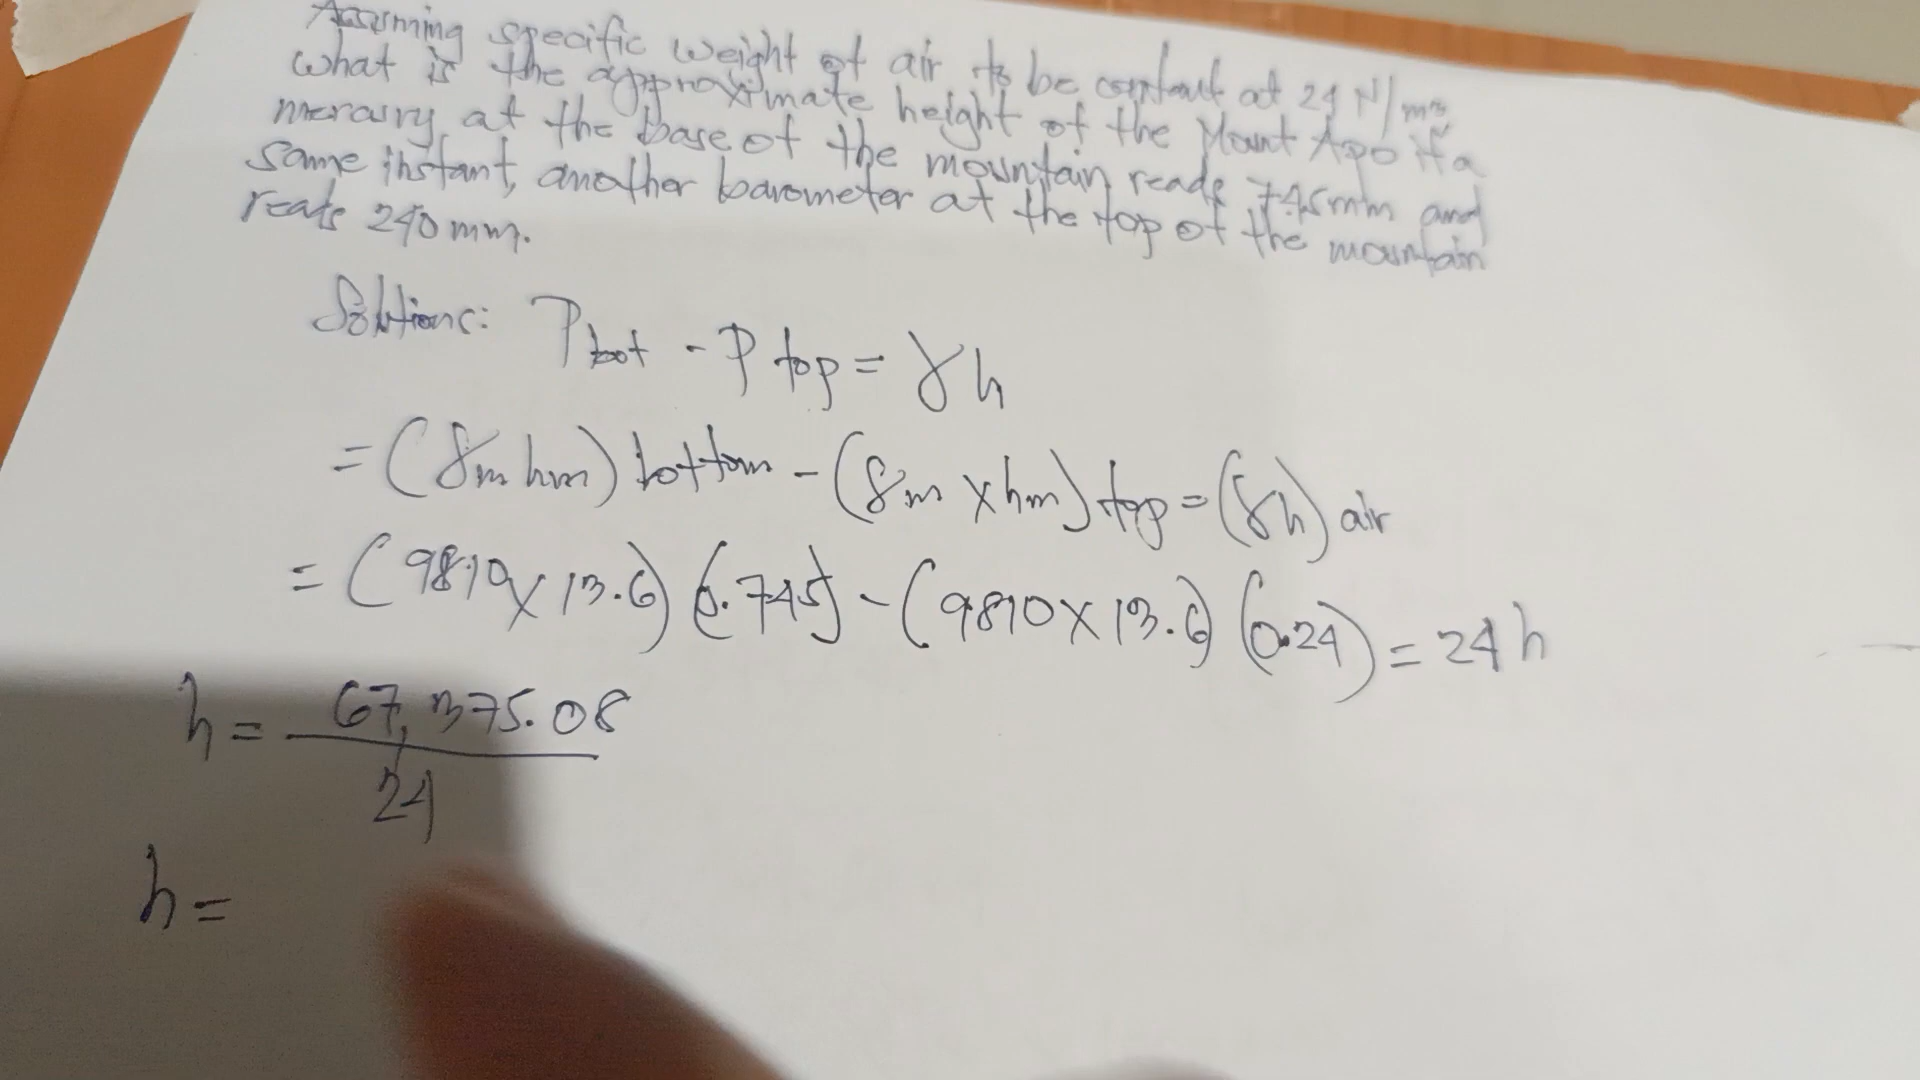 Assuming specific weight of air to be contant at 24 N/m³
what is the approximate height of the Mount Apo if a
mercury at the base of the mountain reads 745mm and
same instant, another barometer at the top of the mountain
reads 240 mm.
Solutions: Pbot - P top = γh
= (γm hm) bottom - (γm x hm) top = (γh) air
= (9810 x 13.6) (0.745) - (9810 x 13.6) (0.24) = 24 h
h = 67,375.08
24
h =